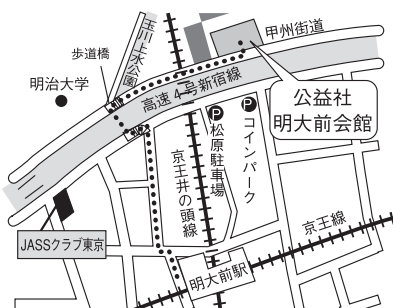 玉川上水公園
甲州街道
歩道橋
明治大学
高速4号新宿線
公益社
明大前会館
P
松原駐車場
P
コインパーク
京王井の頭線
京王線
JASSクラブ東京
明大前駅